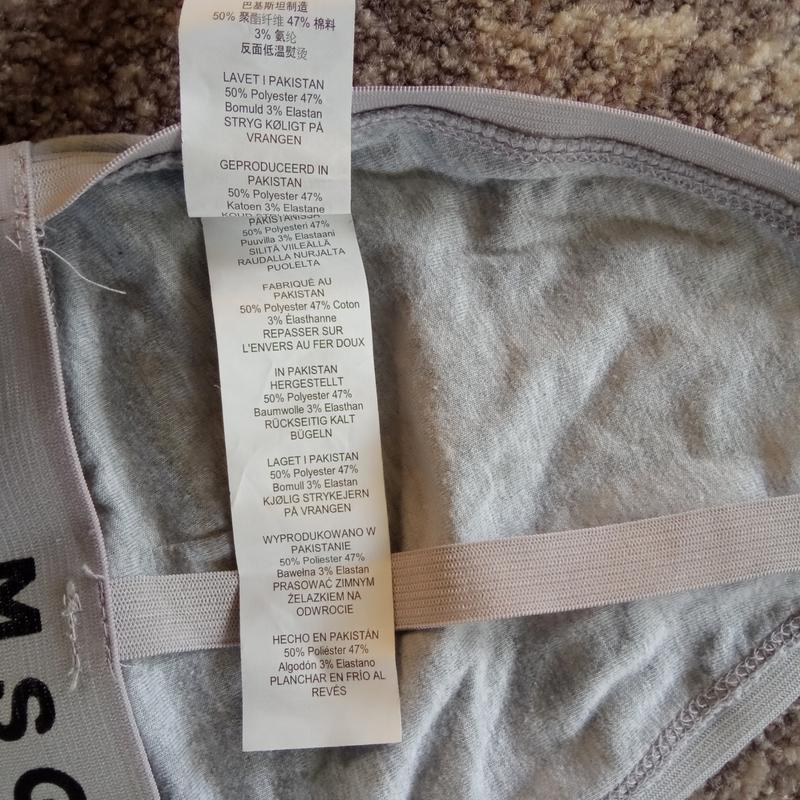 巴基斯坦制造
50% 聚酯纤维 47% 棉料
3% 氨纶
反面低温熨烫
LAVET I PAKISTAN
50% Polyester 47%
Bomuld 3% Elastan
STRYG KØLIGT PÅ
VRANGEN
GEPRODUCEERD IN
PAKISTAN
50% Polyester 47%
Katoen 3% Elastane
PAKISTANISSA
50% Polyesteri 47%
Puuvilla 3% Elastaani
SILITÄ VIILEÄLLÄ
RAUDALLA NURJALTA
PUOLELTA
FABRIQUÉ AU
PAKISTAN
50% Polyester 47% Coton
3% Élasthanne
REPASSER SUR
L'ENVERS AU FER DOUX
IN PAKISTAN
HERGESTELLT
50% Polyester 47%
Baumwolle 3% Elasthan
RÜCKSEITIG KALT
BÜGELN
LAGET I PAKISTAN
50% Polyester 47%
Bomull 3% Elastan
KJØLIG STRYKEJERN
PÅ VRANGEN
WYPRODUKOWANO W
PAKISTANIE
50% Poliester 47%
Bawełna 3% Elastan
PRASOWAĆ ZIMNYM
ŻELAZKIEM NA
ODWROCIE
HECHO EN PAKISTÁN
50% Poliéster 47%
Algodón 3% Elastano
PLANCHAR EN FRÍO AL
REVÉS
MSG